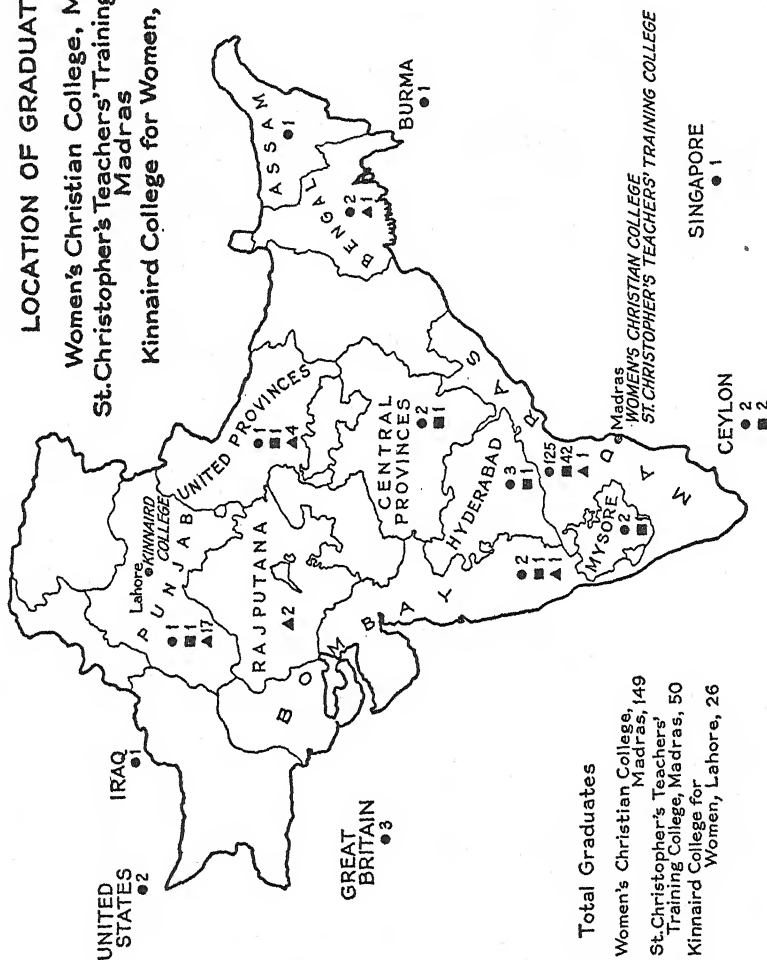 LOCATION OF GRADUAT
Women's Christian College, M
St.Christopher's Teachers' Training
Madras
Kinnaird College for Women,
UNITED
STATES
2
IRAQ
1
GREAT
BRITAIN
3
Lahore
KINNAIRD
COLLEGE
PUNJAB
1
1
17
RAJPUTANA
2
UNITED PROVINCES
1
1
4
ASSAM
1
BENGAL
2
1
BURMA
1
CENTRAL
PROVINCES
2
1
BOMBAY
2
1
1
HYDERABAD
3
1
MADRAS
125
42
1
MYSORE
2
1
Madras
WOMEN'S CHRISTIAN COLLEGE
ST. CHRISTOPHER'S TEACHERS' TRAINING COLLEGE
CEYLON
2
2
SINGAPORE
1
Total Graduates
Women's Christian College,
Madras, 149
St.Christopher's Teachers'
Training College, Madras, 50
Kinnaird College for
Women, Lahore, 26